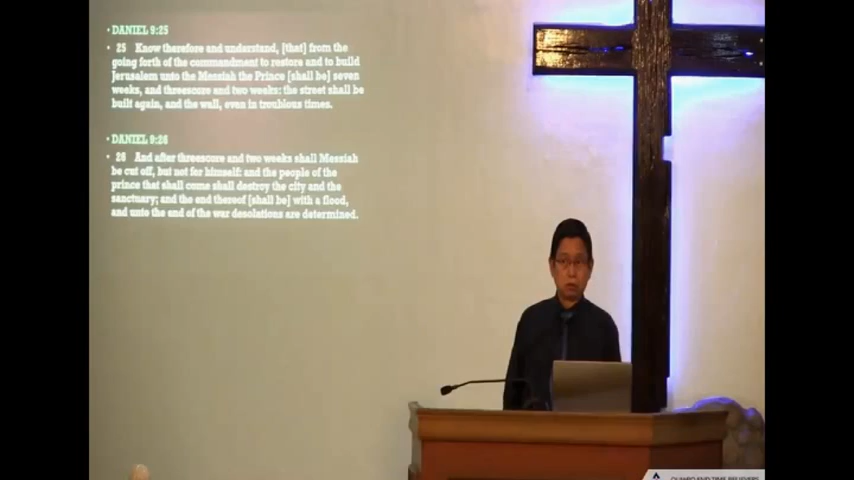 • DANIEL 9:25
• 25 Know therefore and understand, [that] from the
going forth of the commandment to restore and to build
Jerusalem unto the Messiah the Prince [shall be] seven
weeks, and threescore and two weeks: the street shall be
built again, and the wall, even in troublous times.
• DANIEL 9:26
• 26 And after threescore and two weeks shall Messiah
be cut off, but not for himself: and the people of the
prince that shall come shall destroy the city and the
sanctuary; and the end thereof [shall be] with a flood,
and unto the end of the war desolations are determined.